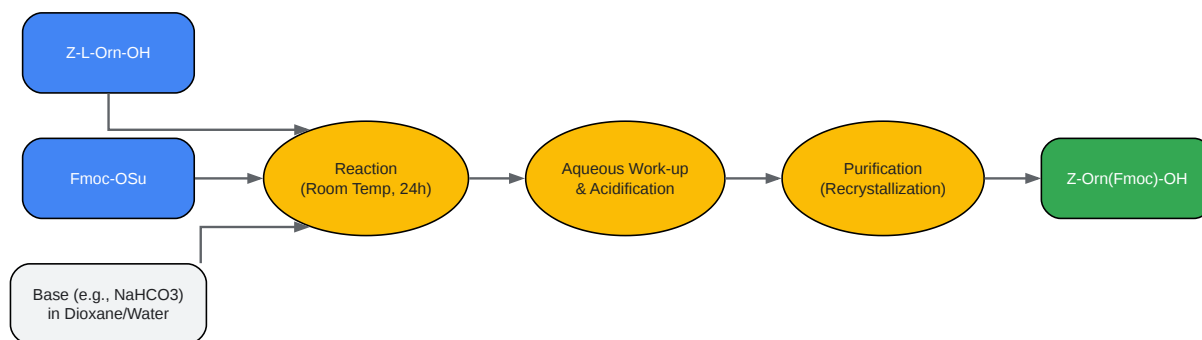 Z-L-Orn-OH
Fmoc-OSu
Base (e.g., NaHCO3)
in Dioxane/Water
Reaction
(Room Temp, 24h)
Aqueous Work-up
& Acidification
Purification
(Recrystallization)
Z-Orn(Fmoc)-OH